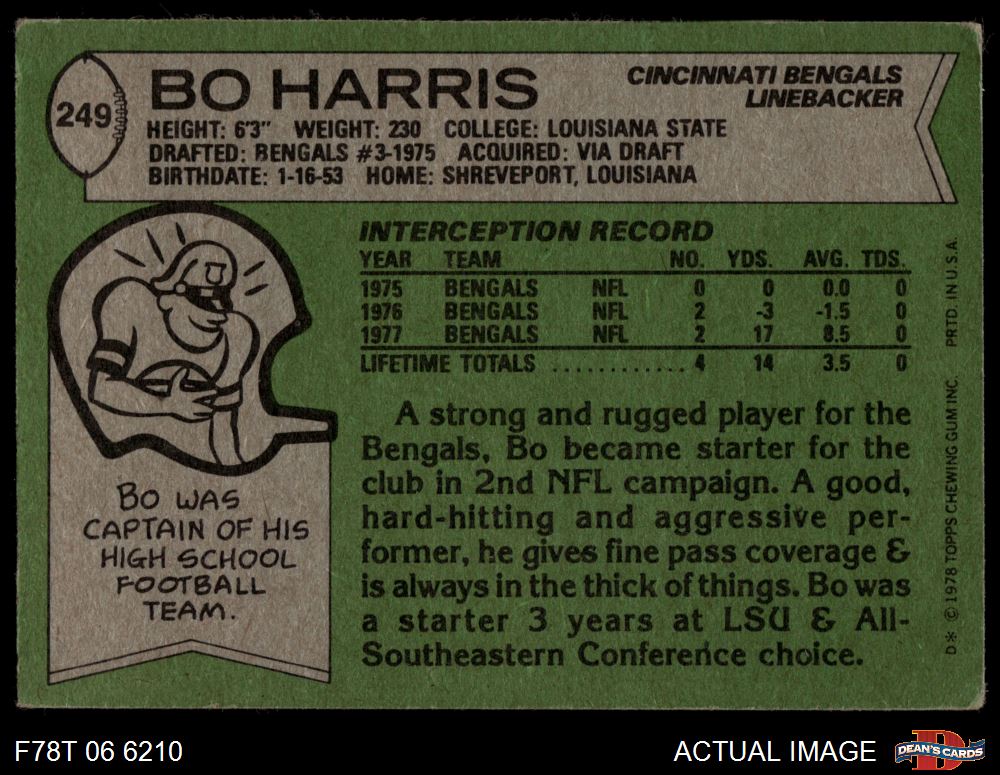 249
BO HARRIS
CINCINNATI BENGALS
LINEBACKER
HEIGHT: 6'3" WEIGHT: 230 COLLEGE: LOUISIANA STATE
DRAFTED: BENGALS #3-1975 ACQUIRED: VIA DRAFT
BIRTHDATE: 1-16-53 HOME: SHREVEPORT, LOUISIANA
INTERCEPTION RECORD
YEAR TEAM NO. YDS. AVG. TDS.
1975 BENGALS NFL 0 0 0.0 0
1976 BENGALS NFL 2 -3 -1.5 0
1977 BENGALS NFL 2 17 8.5 0
LIFETIME TOTALS ............ 4 14 3.5 0
A strong and rugged player for the
Bengals, Bo became starter for the
club in 2nd NFL campaign. A good,
hard-hitting and aggressive per-
former, he gives fine pass coverage &
is always in the thick of things. Bo was
a starter 3 years at LSU & All-
Southeastern Conference choice.
BO WAS
CAPTAIN OF HIS
HIGH SCHOOL
FOOTBALL
TEAM.
D* © 1978 TOPPS CHEWING GUM INC. PRTD. IN U.S.A.
F78T 06 6210
ACTUAL IMAGE
D
DEAN'S CARDS